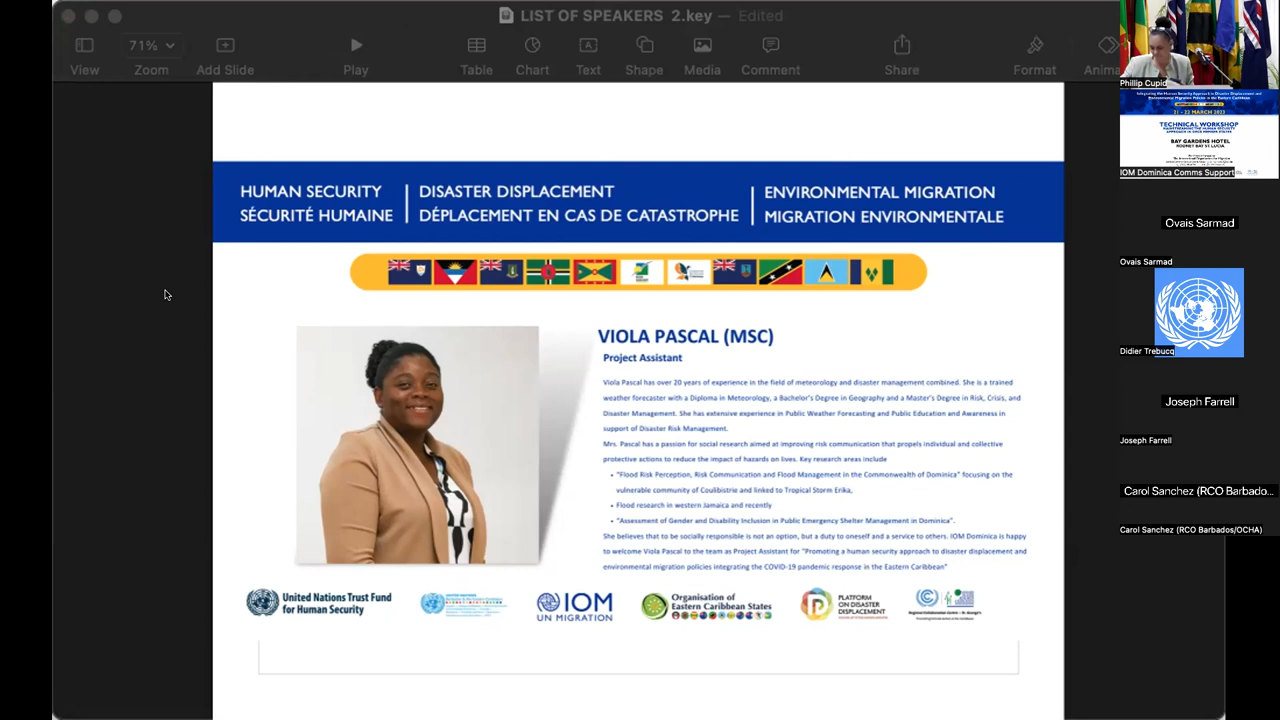 LIST OF SPEAKERS 2.key — Edited
71%
View
Zoom
Add Slide
Play
Table
Chart
Text
Shape
Media
Comment
Share
Format
Anima
HUMAN SECURITY
SÉCURITÉ HUMAINE
DISASTER DISPLACEMENT
DÉPLACEMENT EN CAS DE CATASTROPHE
ENVIRONMENTAL MIGRATION
MIGRATION ENVIRONMENTALE
VIOLA PASCAL (MSC)
Project Assistant
Viola Pascal has over 20 years of experience in the field of meteorology and disaster management combined. She is a trained
weather forecaster with a Diploma in Meteorology, a Bachelor's Degree in Geography and a Master's Degree in Risk, Crisis, and
Disaster Management. She has extensive experience in Public Weather Forecasting and Public Education and Awareness in
support of Disaster Risk Management.
Mrs. Pascal has a passion for social research aimed at improving risk communication that propels individual and collective
protective actions to reduce the impact of hazards on lives. Key research areas include
• "Flood Risk Perception, Risk Communication and Flood Management in the Commonwealth of Dominica" focusing on the
vulnerable community of Coulibistrie and linked to Tropical Storm Erika,
• Flood research in western Jamaica and recently
• "Assessment of Gender and Disability Inclusion in Public Emergency Shelter Management in Dominica".
She believes that to be socially responsible is not an option, but a duty to oneself and a service to others. IOM Dominica is happy
to welcome Viola Pascal to the team as Project Assistant for "Promoting a human security approach to disaster displacement and
environmental migration policies integrating the COVID-19 pandemic response in the Eastern Caribbean"
United Nations Trust Fund
for Human Security
IOM
UN MIGRATION
Organisation of
Eastern Caribbean States
PLATFORM
ON DISASTER
DISPLACEMENT
Regional Collaboration Centre – St. George's
Phillip Cupid
21 - 22 MARCH 2023
TECHNICAL WORKSHOP
BAY GARDENS HOTEL
RODNEY BAY ST. LUCIA
IOM Dominica Comms Support
Ovais Sarmad
Ovais Sarmad
Didier Trebucq
Joseph Farrell
Joseph Farrell
Carol Sanchez (RCO Barbado...
Carol Sanchez (RCO Barbados/OCHA)